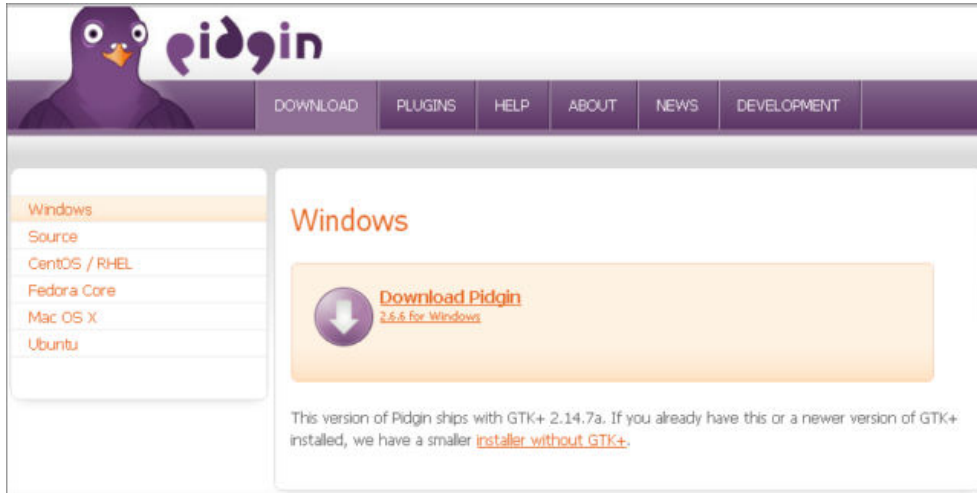 pidgin
DOWNLOAD PLUGINS HELP ABOUT NEWS DEVELOPMENT
Windows
Source
CentOS / RHEL
Fedora Core
Mac OS X
Ubuntu
Windows
Download Pidgin
2.6.6 for Windows
This version of Pidgin ships with GTK+ 2.14.7a. If you already have this or a newer version of GTK+
installed, we have a smaller installer without GTK+.